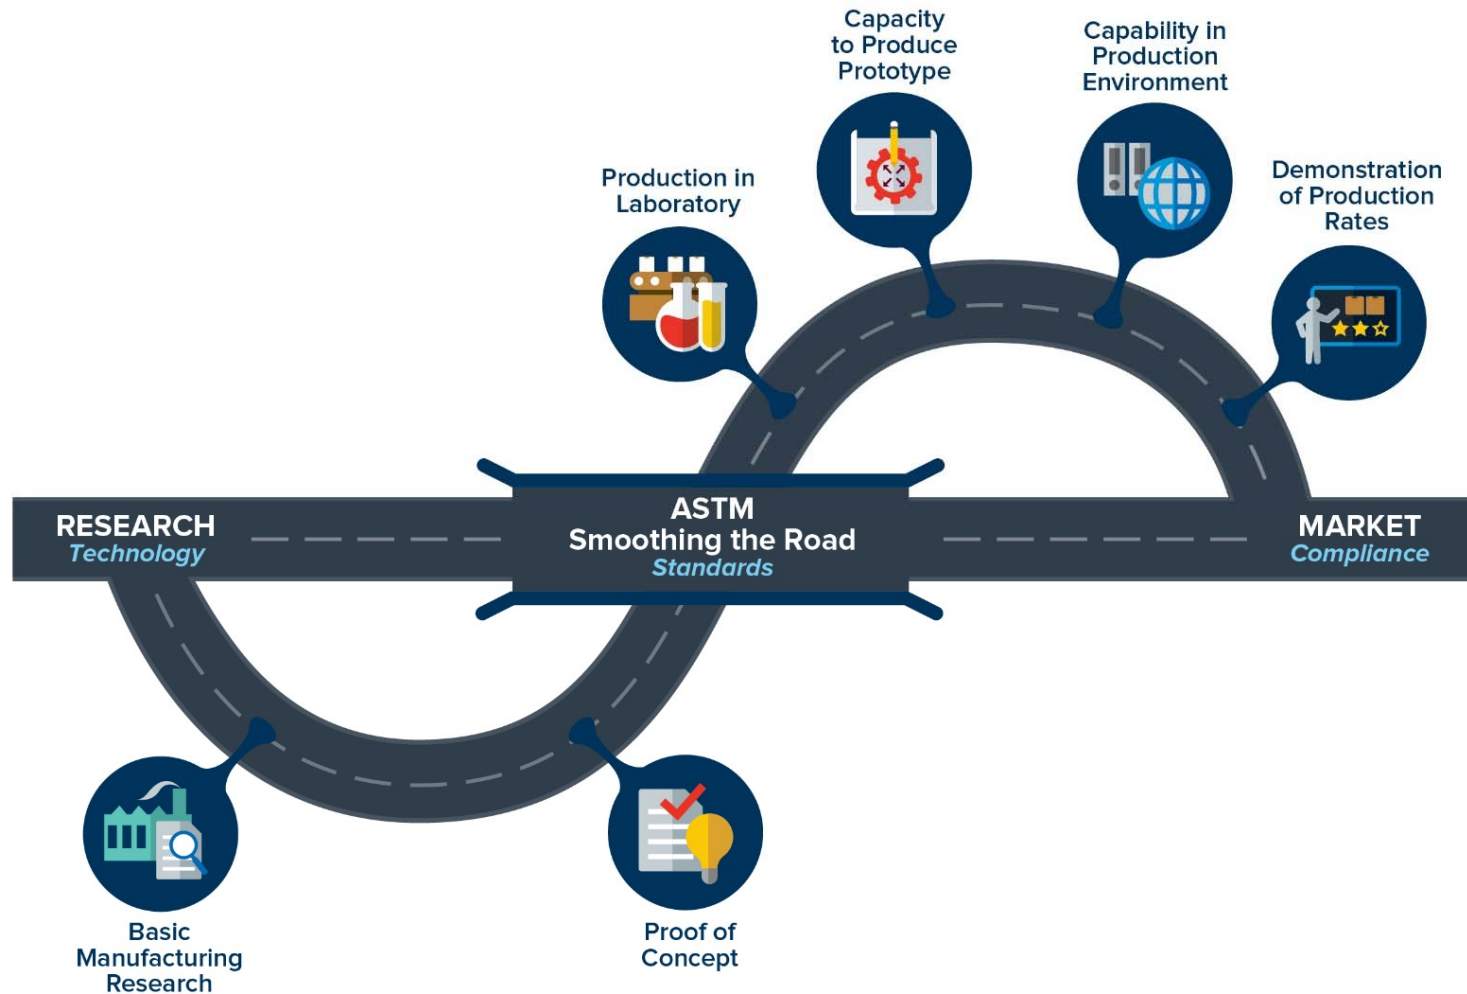 Capacity
to Produce
Prototype
Capability in
Production
Environment
Production in
Laboratory
Demonstration
of Production
Rates
RESEARCH
Technology
ASTM
Smoothing the Road
Standards
MARKET
Compliance
Basic
Manufacturing
Research
Proof of
Concept